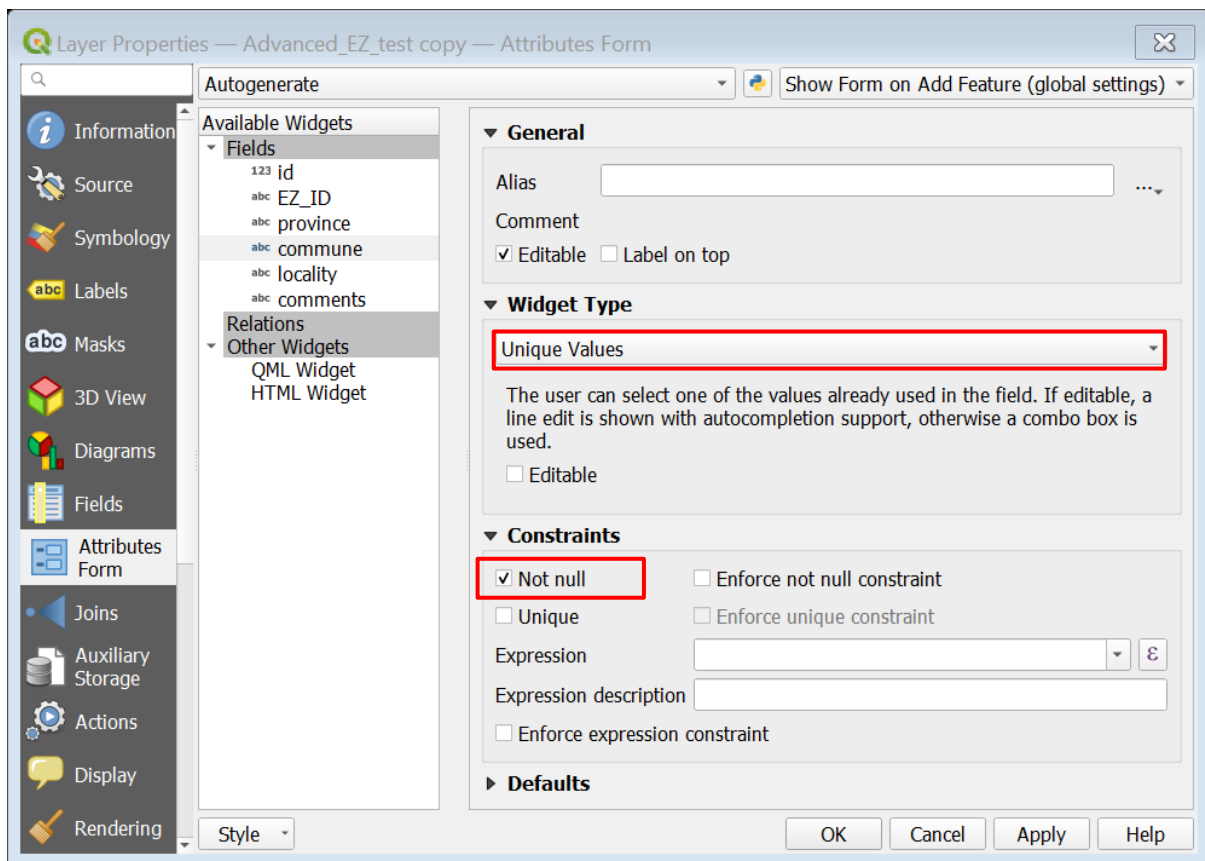 Layer Properties — Advanced_EZ_test copy — Attributes Form
Autogenerate
Show Form on Add Feature (global settings)
Information
Source
Symbology
abc Labels
abc Masks
3D View
Diagrams
Fields
Attributes
Form
Joins
Auxiliary
Storage
Actions
Display
Rendering
Available Widgets
Fields
123 id
abc EZ_ID
abc province
abc commune
abc locality
abc comments
Relations
Other Widgets
QML Widget
HTML Widget
General
Alias
...
Comment
Editable Label on top
Widget Type
Unique Values
The user can select one of the values already used in the field. If editable, a
line edit is shown with autocompletion support, otherwise a combo box is
used.
Editable
Constraints
Not null Enforce not null constraint
Unique Enforce unique constraint
Expression ε
Expression description
Enforce expression constraint
Defaults
Style OK Cancel Apply Help